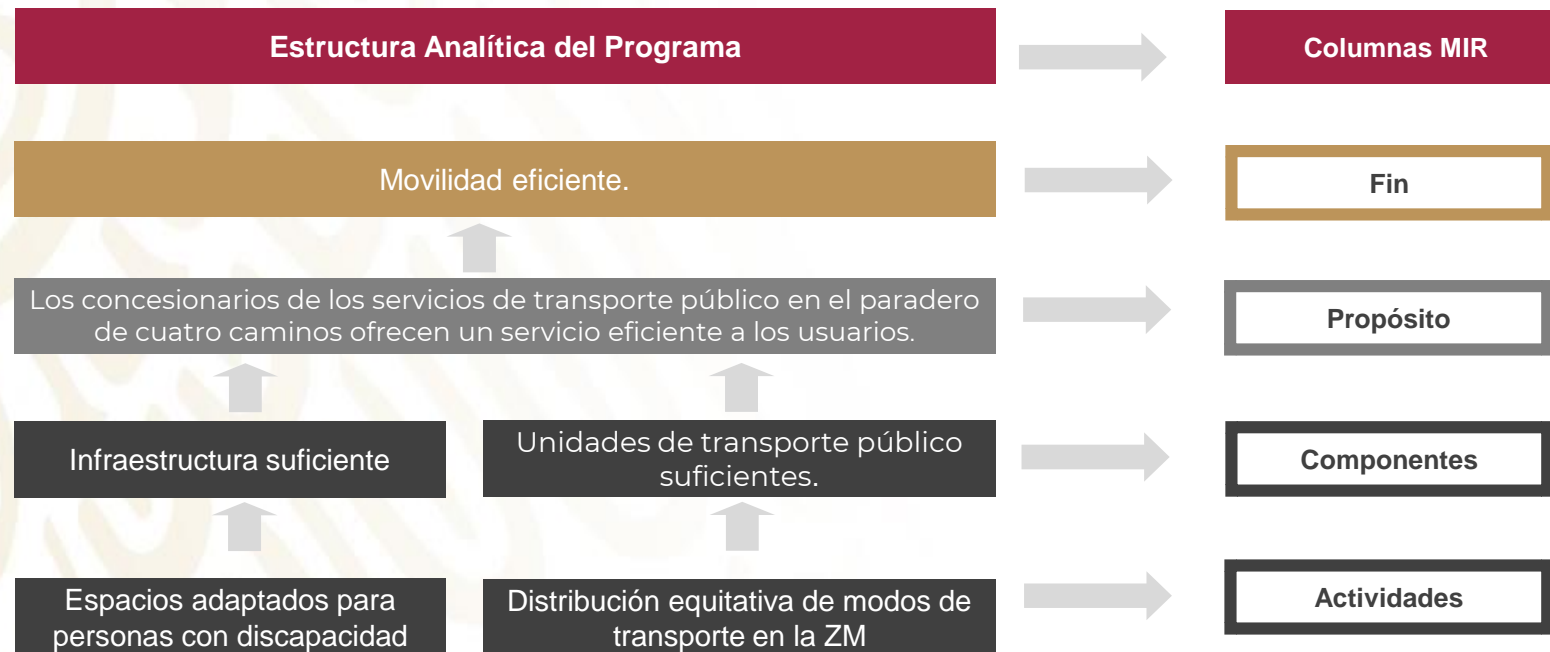 Estructura Analítica del Programa
Columnas MIR
Movilidad eficiente.
Fin
Los concesionarios de los servicios de transporte público en el paradero
de cuatro caminos ofrecen un servicio eficiente a los usuarios.
Propósito
Infraestructura suficiente
Unidades de transporte público
suficientes.
Componentes
Espacios adaptados para
personas con discapacidad
Distribución equitativa de modos de
transporte en la ZM
Actividades